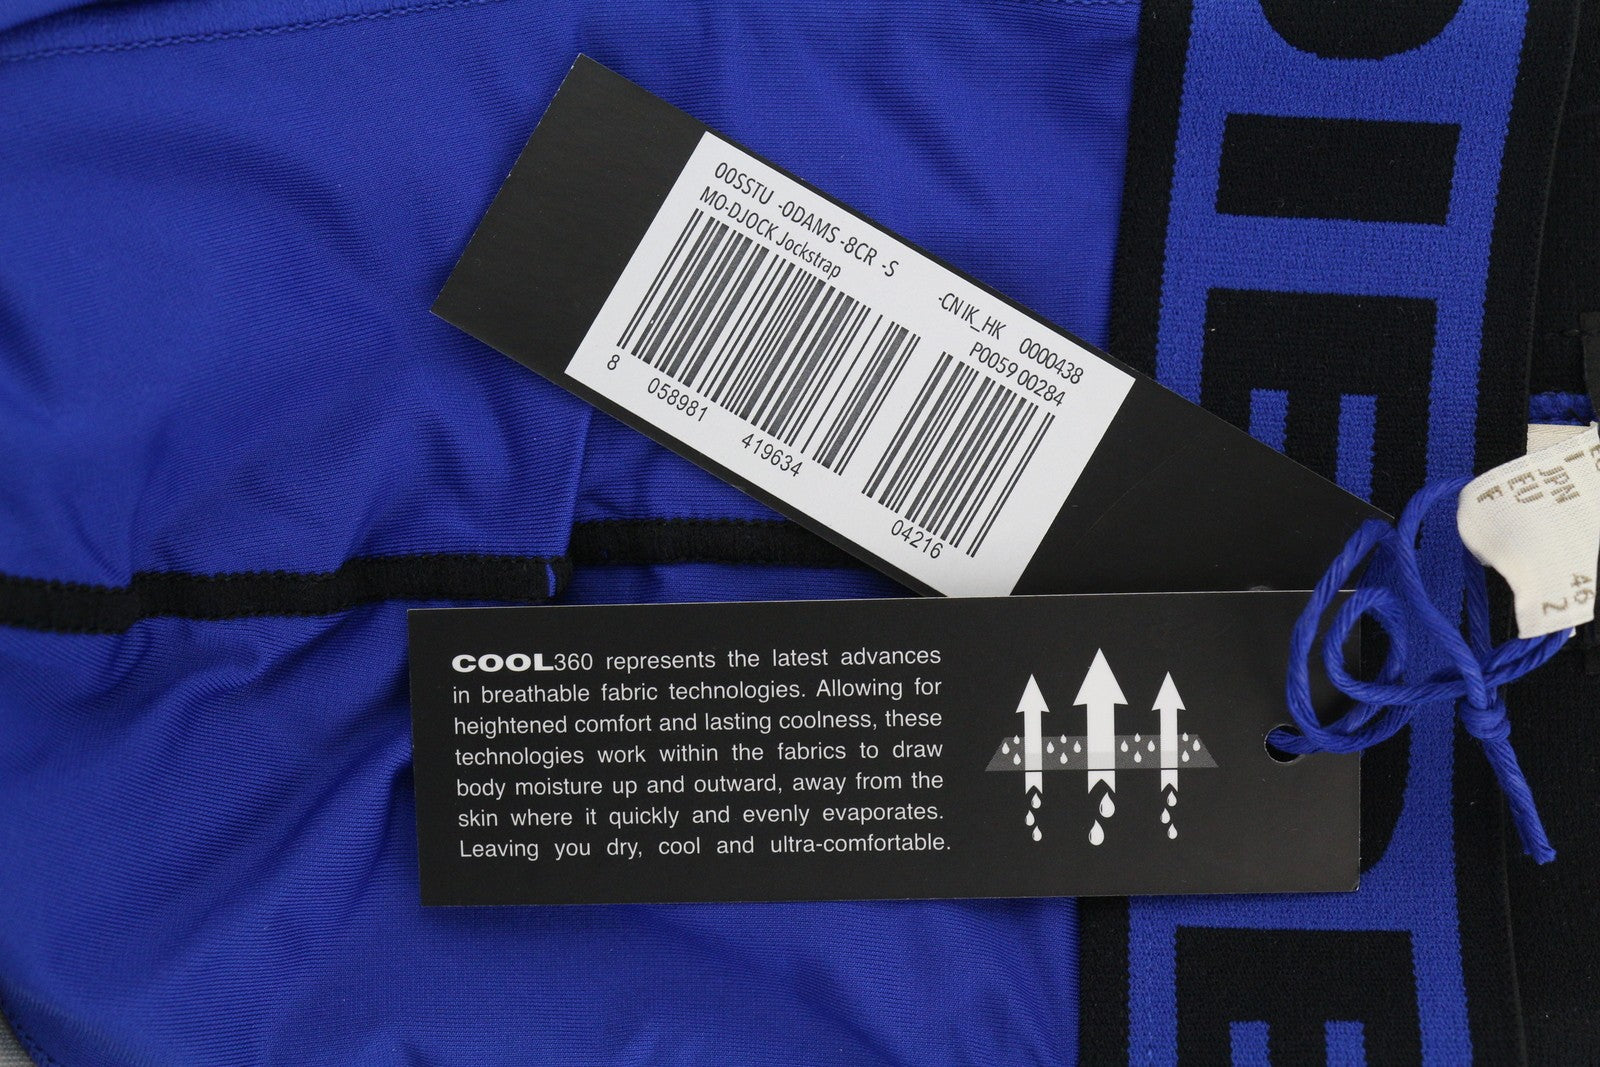 00SSTU -0DAMS -8CR -S
MO-DJOCK Jockstrap
-CNIK_HK 0000438
P0059 00284
8 058981 419634
04216
COOL360 represents the latest advances
in breathable fabric technologies. Allowing for
heightened comfort and lasting coolness, these
technologies work within the fabrics to draw
body moisture up and outward, away from the
skin where it quickly and evenly evaporates.
Leaving you dry, cool and ultra-comfortable.
DIE
JPN
EU 46
F 2